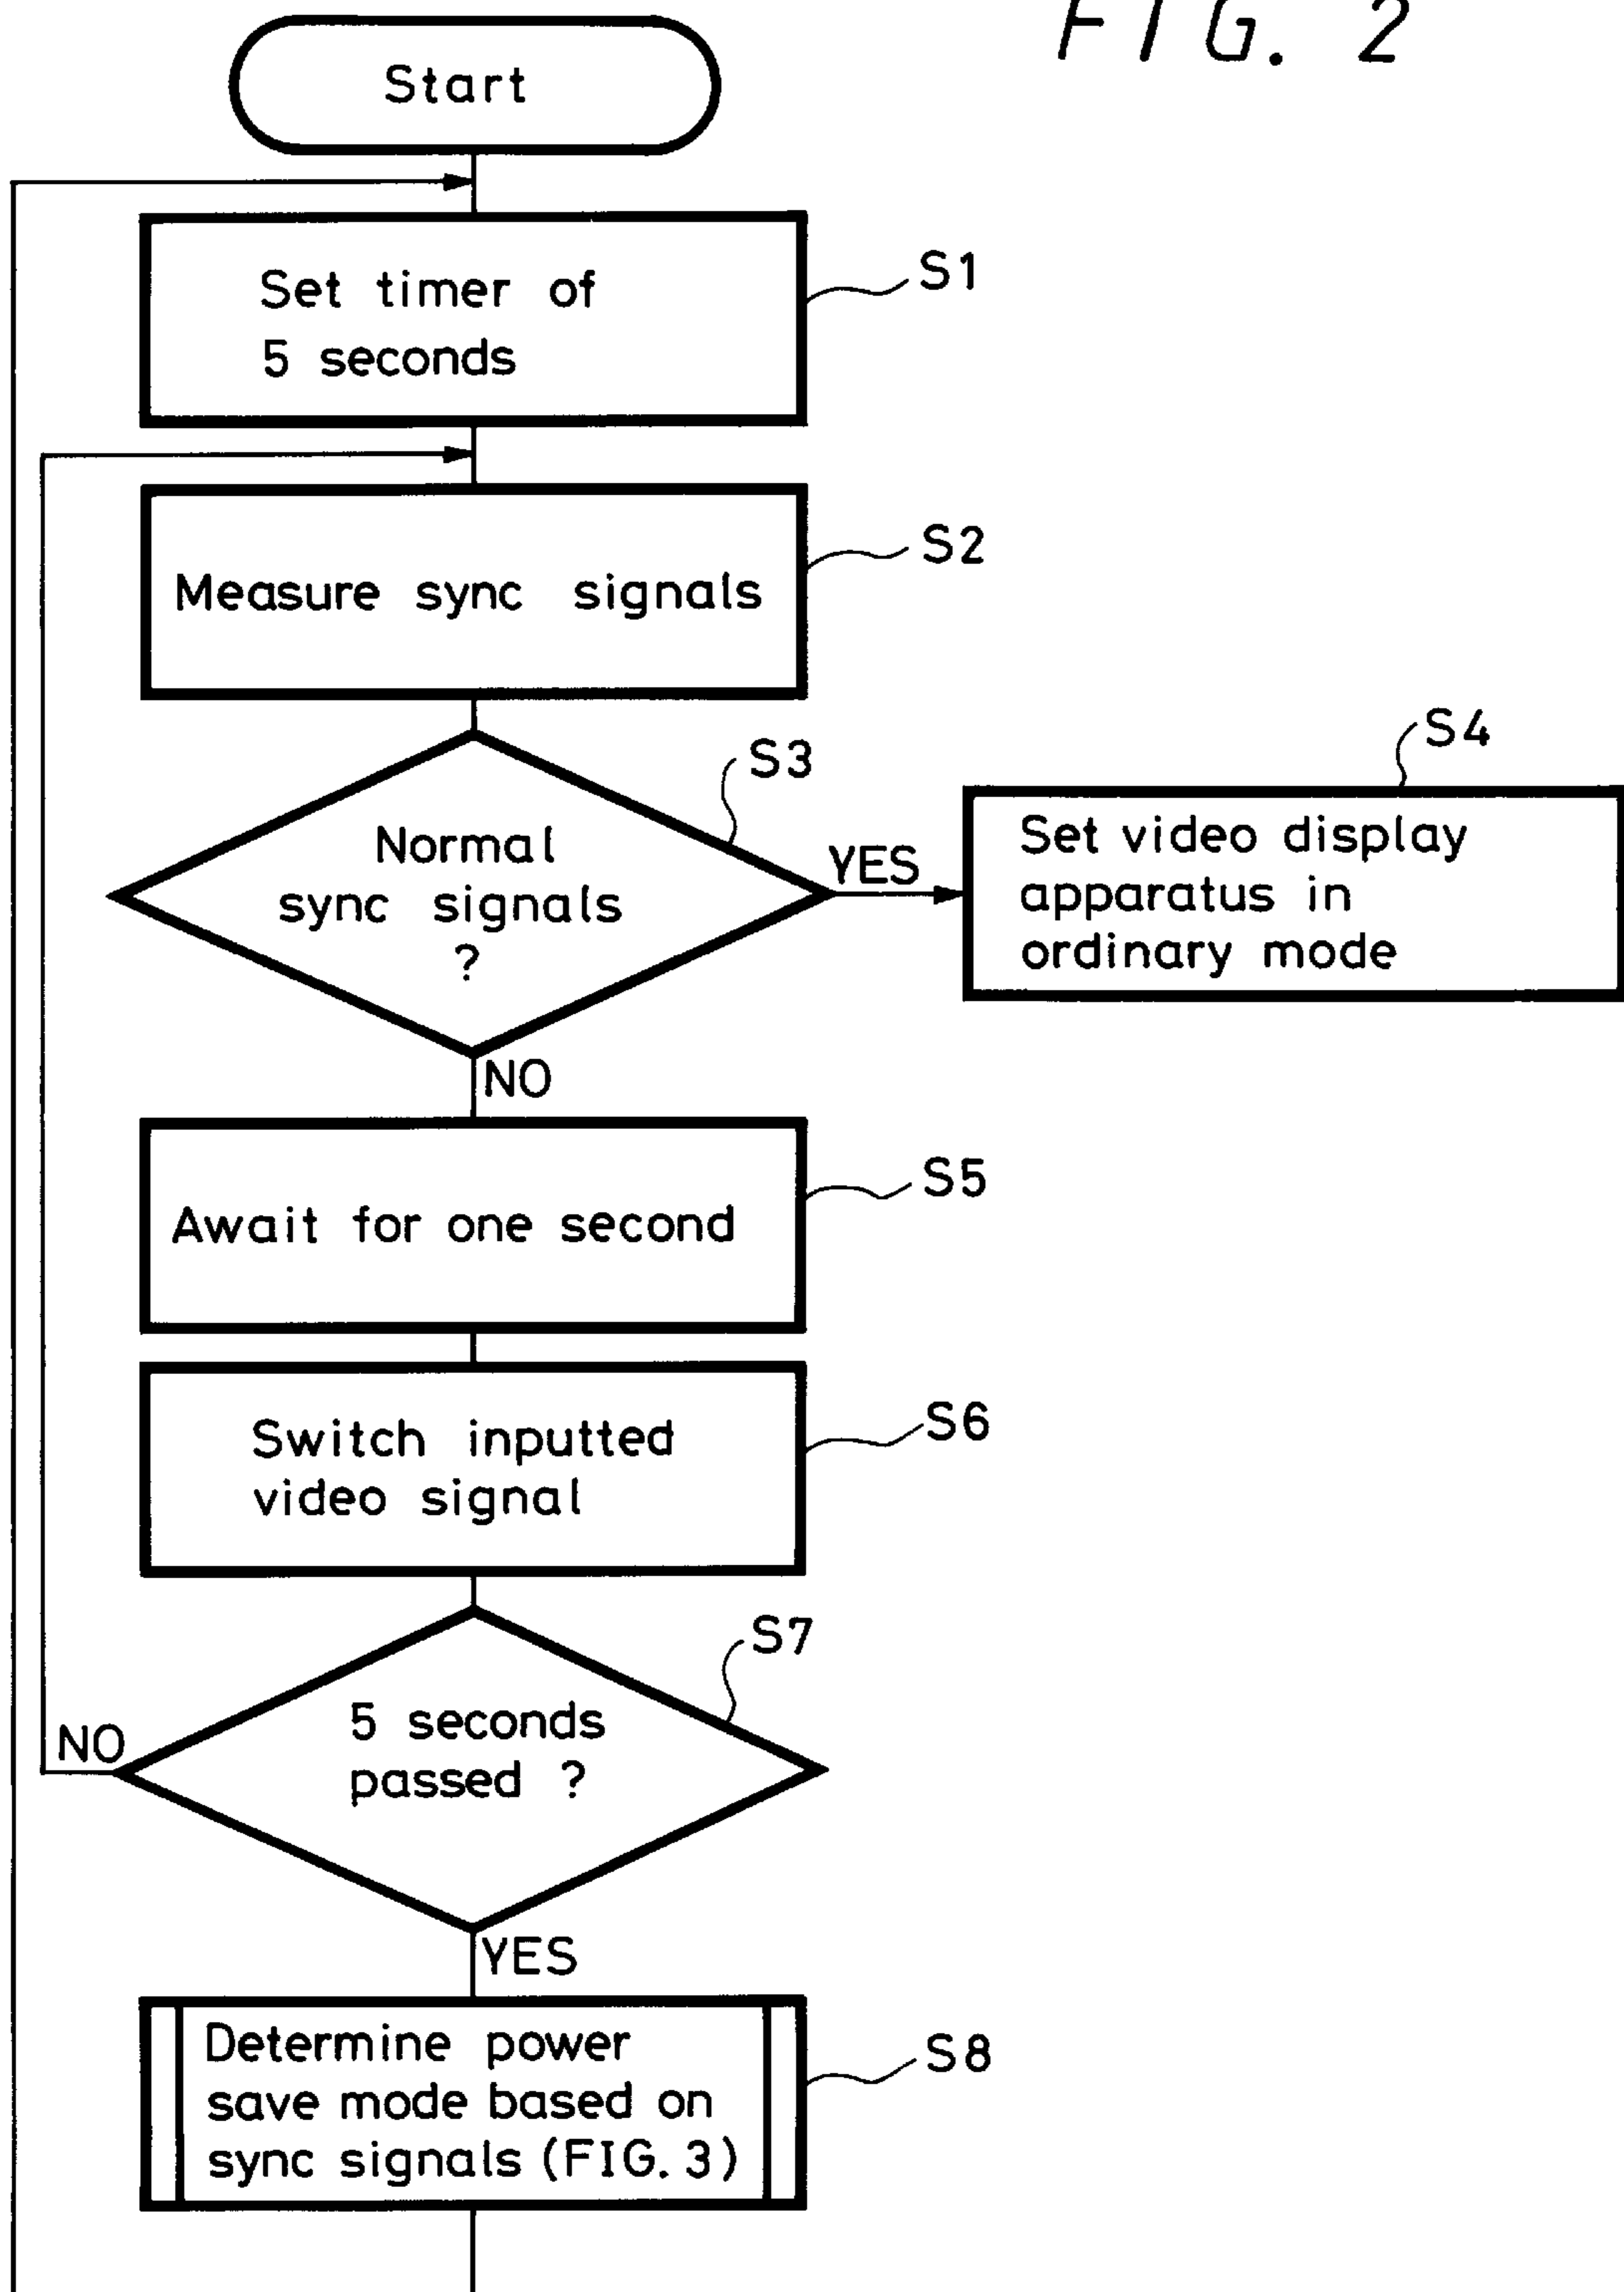 FIG. 2
Start
Set timer of
5 seconds
S1
Measure sync signals
S2
Normal
sync signals
?
S3
YES
Set video display
apparatus in
ordinary mode
S4
NO
Await for one second
S5
Switch inputted
video signal
S6
5 seconds
passed ?
S7
NO
YES
Determine power
save mode based on
sync signals (FIG. 3)
S8